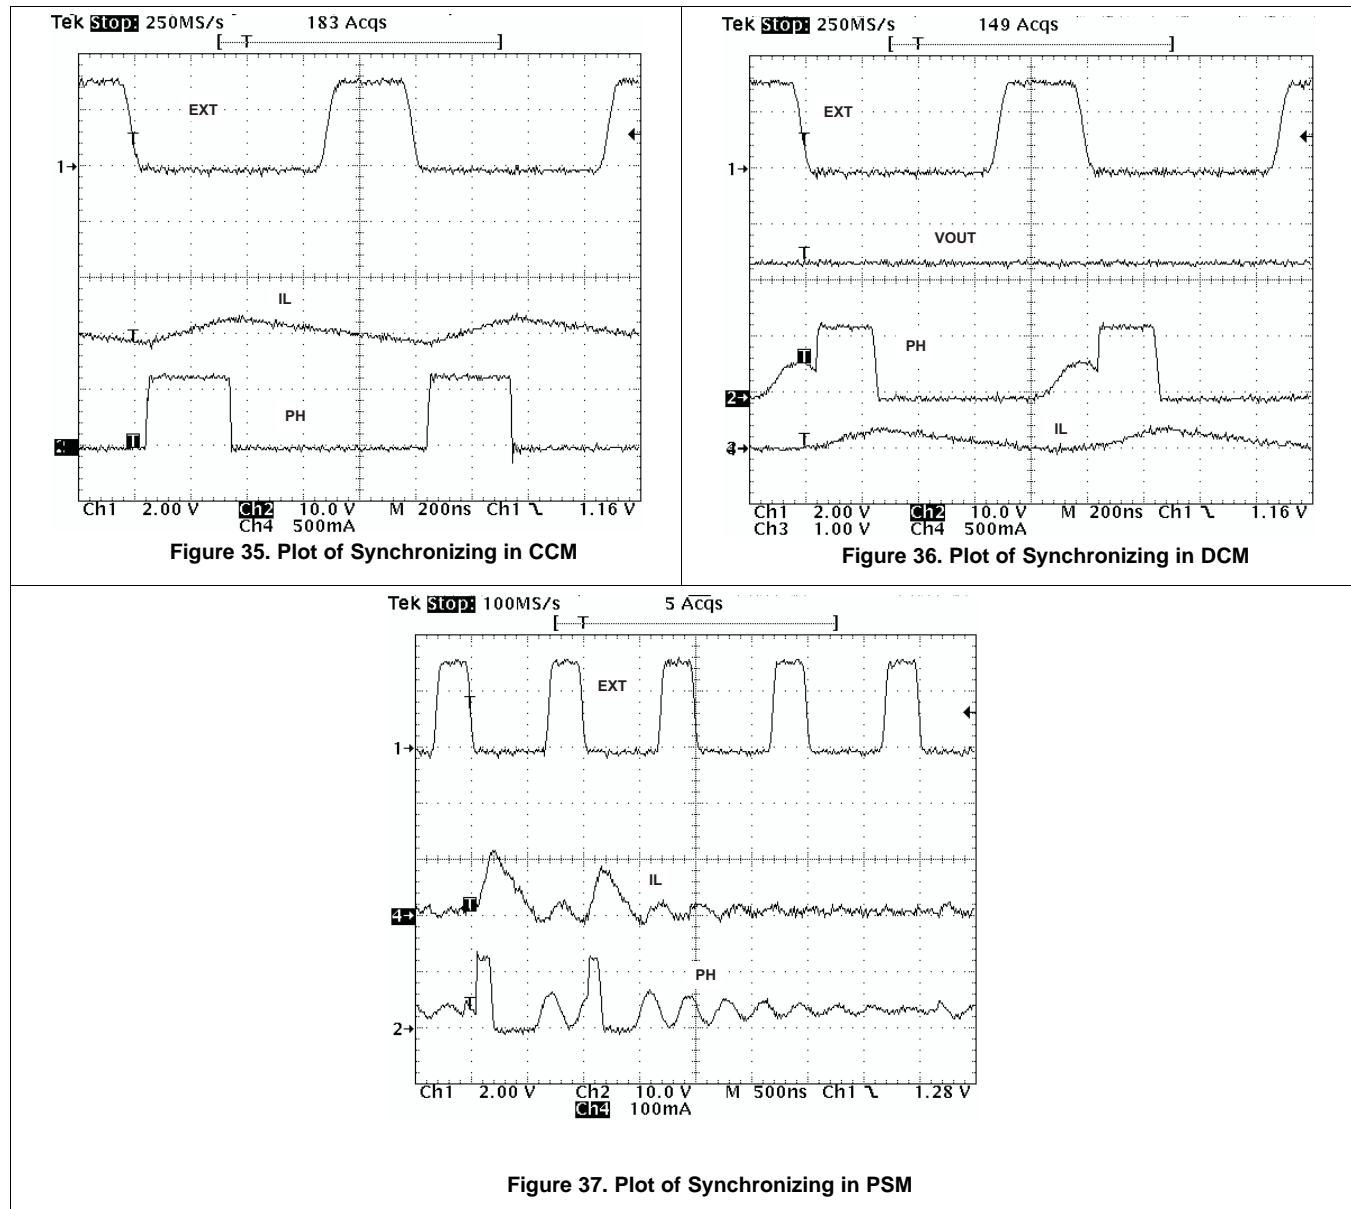 Tek Stop: 250MS/s 183 Acqs
[ T ]
EXT
T
1→
IL
T
PH
T
Ch1 2.00 V Ch2 10.0 V M 200ns Ch1 1.16 V
Ch4 500mA
Figure 35. Plot of Synchronizing in CCM
Tek Stop: 250MS/s 149 Acqs
[ T ]
EXT
T
1→
VOUT
T
PH
T
2→
IL
T
Ch1 2.00 V Ch2 10.0 V M 200ns Ch1 1.16 V
Ch3 1.00 V Ch4 500mA
Figure 36. Plot of Synchronizing in DCM
Tek Stop: 100MS/s 5 Acqs
[ T ]
EXT
T
1→
IL
T
4→
PH
T
2→
Ch1 2.00 V Ch2 10.0 V M 500ns Ch1 1.28 V
Ch4 100mA
Figure 37. Plot of Synchronizing in PSM